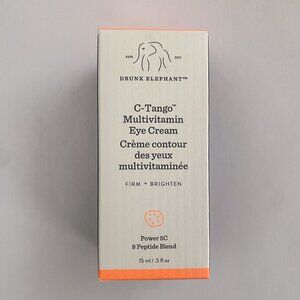 DRUNK ELEPHANT™
C-Tango™
Multivitamin
Eye Cream
Crème contour
des yeux
multivitaminée
FIRM + BRIGHTEN
Power 5C
8 Peptide Blend
15 ml / .5 fl oz